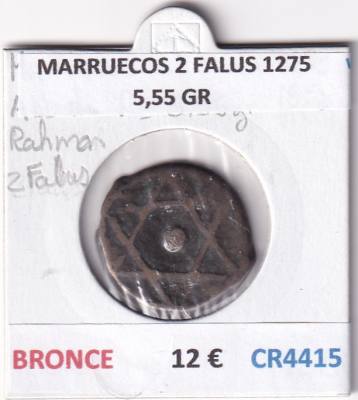 MARRUECOS 2 FALUS 1275
5,55 GR
Rahman
2 Falus
BRONCE 12 € CR4415